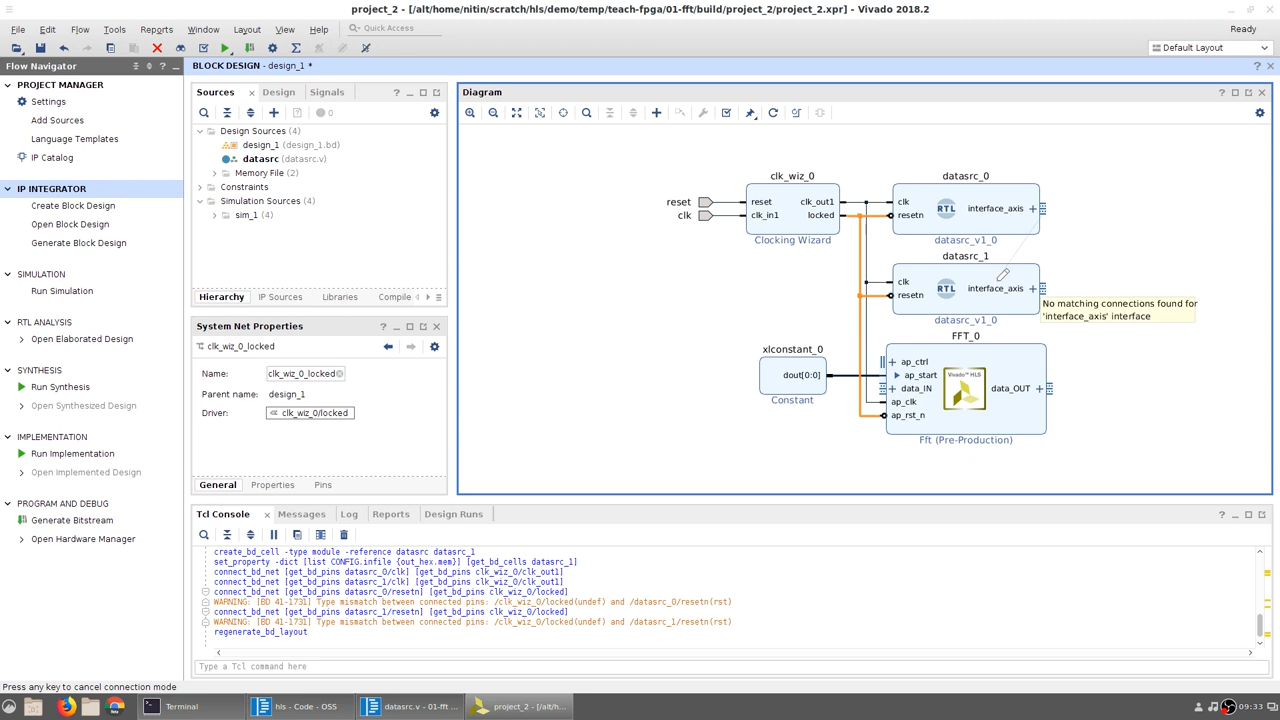 project_2 - [/alt/home/nitin/scratch/hls/demo/temp/teach-fpga/01-fft/build/project_2/project_2.xpr] - Vivado 2018.2
File Edit Flow Tools Reports Window Layout View Help Quick Access Ready
Default Layout
Flow Navigator
PROJECT MANAGER
Settings
Add Sources
Language Templates
IP Catalog
IP INTEGRATOR
Create Block Design
Open Block Design
Generate Block Design
SIMULATION
Run Simulation
RTL ANALYSIS
Open Elaborated Design
SYNTHESIS
Run Synthesis
Open Synthesized Design
IMPLEMENTATION
Run Implementation
Open Implemented Design
PROGRAM AND DEBUG
Generate Bitstream
Open Hardware Manager
BLOCK DESIGN - design_1 *
Sources Design Signals
0
Design Sources (4)
design_1 (design_1.bd)
datasrc (datasrc.v)
Memory File (2)
Constraints
Simulation Sources (4)
sim_1 (4)
Hierarchy IP Sources Libraries Compile
System Net Properties
clk_wiz_0_locked
Name: clk_wiz_0_locked
Parent name: design_1
Driver: clk_wiz_0/locked
General Properties Pins
Diagram
reset
clk
clk_wiz_0
reset clk_out1
clk_in1 locked
Clocking Wizard
datasrc_0
clk
resetn
RTL
interface_axis
datasrc_v1_0
datasrc_1
clk
resetn
RTL
interface_axis
datasrc_v1_0
No matching connections found for
'interface_axis' interface
xlconstant_0
dout[0:0]
Constant
FFT_0
ap_ctrl
ap_start
data_IN
ap_clk
ap_rst_n
Vivado™ HLS
data_OUT
Fft (Pre-Production)
Tcl Console Messages Log Reports Design Runs
create_bd_cell -type module -reference datasrc datasrc_1
set_property -dict [list CONFIG.infile {out_hex.mem}] [get_bd_cells datasrc_1]
connect_bd_net [get_bd_pins datasrc_0/clk] [get_bd_pins clk_wiz_0/clk_out1]
connect_bd_net [get_bd_pins datasrc_1/clk] [get_bd_pins clk_wiz_0/clk_out1]
connect_bd_net [get_bd_pins datasrc_0/resetn] [get_bd_pins clk_wiz_0/locked]
WARNING: [BD 41-1731] Type mismatch between connected pins: /clk_wiz_0/locked(undef) and /datasrc_0/resetn(rst)
connect_bd_net [get_bd_pins datasrc_1/resetn] [get_bd_pins clk_wiz_0/locked]
WARNING: [BD 41-1731] Type mismatch between connected pins: /clk_wiz_0/locked(undef) and /datasrc_1/resetn(rst)
regenerate_bd_layout
Type a Tcl command here
Press any key to cancel connection mode
Terminal
hls - Code - OSS
datasrc.v - 01-fft ...
project_2 - [/alt/h...
09:33